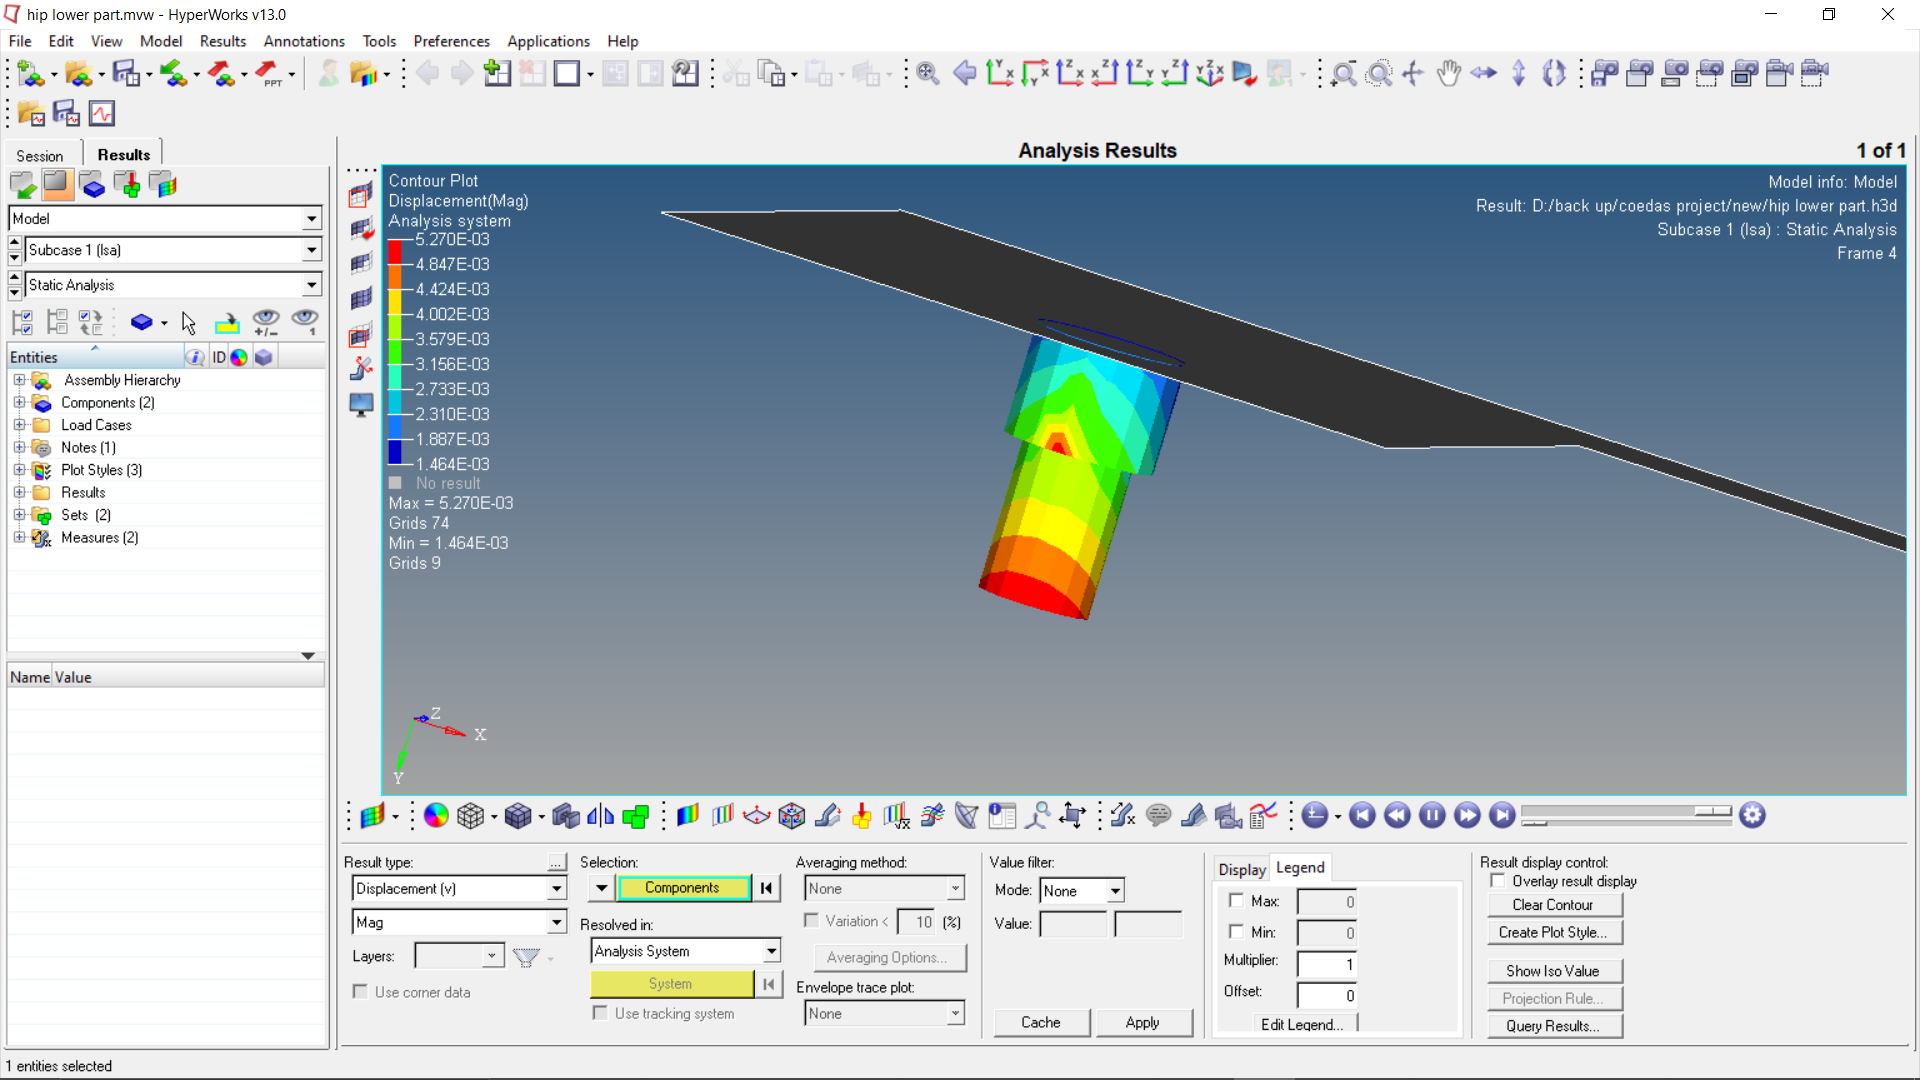 hip lower part.mvw - HyperWorks v13.0
File Edit View Model Results Annotations Tools Preferences Applications Help
PPT
Session Results
Model
Subcase 1 (lsa)
Static Analysis
Entities ID
Assembly Hierarchy
Components (2)
Load Cases
Notes (1)
Plot Styles (3)
Results
Sets (2)
Measures (2)
Name Value
Analysis Results
1 of 1
Contour Plot
Displacement(Mag)
Analysis system
5.270E-03
4.847E-03
4.424E-03
4.002E-03
3.579E-03
3.156E-03
2.733E-03
2.310E-03
1.887E-03
1.464E-03
No result
Max = 5.270E-03
Grids 74
Min = 1.464E-03
Grids 9
Model info: Model
Result: D:/back up/coedas project/new/hip lower part.h3d
Subcase 1 (lsa) : Static Analysis
Frame 4
Z
X
Y
Result type: ...
Displacement (v)
Mag
Layers:
Use corner data
Selection:
Components
Resolved in:
Analysis System
System
Use tracking system
Averaging method:
None
Variation < 10 (%)
Averaging Options...
Envelope trace plot:
None
Value filter:
Mode: None
Value:
Cache Apply
Display Legend
Max: 0
Min: 0
Multiplier: 1
Offset: 0
Edit Legend...
Result display control:
Overlay result display
Clear Contour
Create Plot Style...
Show Iso Value
Projection Rule...
Query Results...
1 entities selected